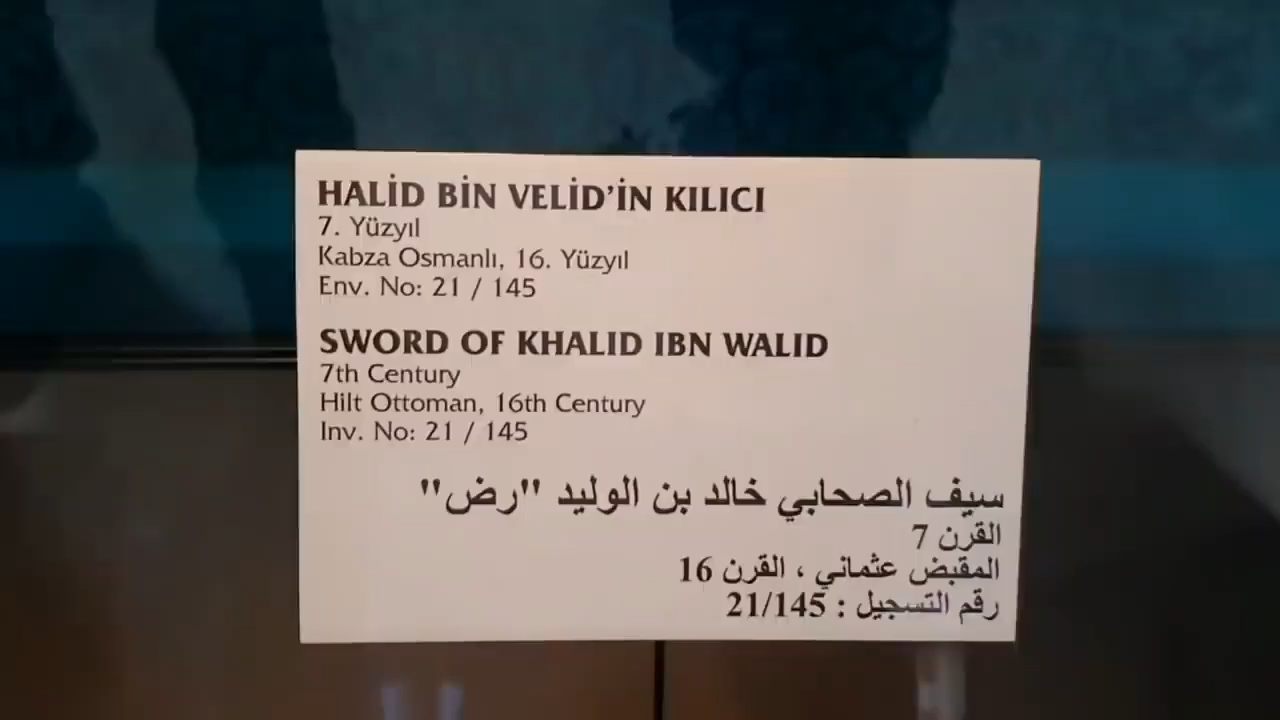 HALİD BİN VELİD'İN KILICI
7. Yüzyıl
Kabza Osmanlı, 16. Yüzyıl
Env. No: 21 / 145
SWORD OF KHALID IBN WALID
7th Century
Hilt Ottoman, 16th Century
Inv. No: 21 / 145
سيف الصحابي خالد بن الوليد "رض"
القرن 7
المقبض عثماني ، القرن 16
رقم التسجيل : 21/145